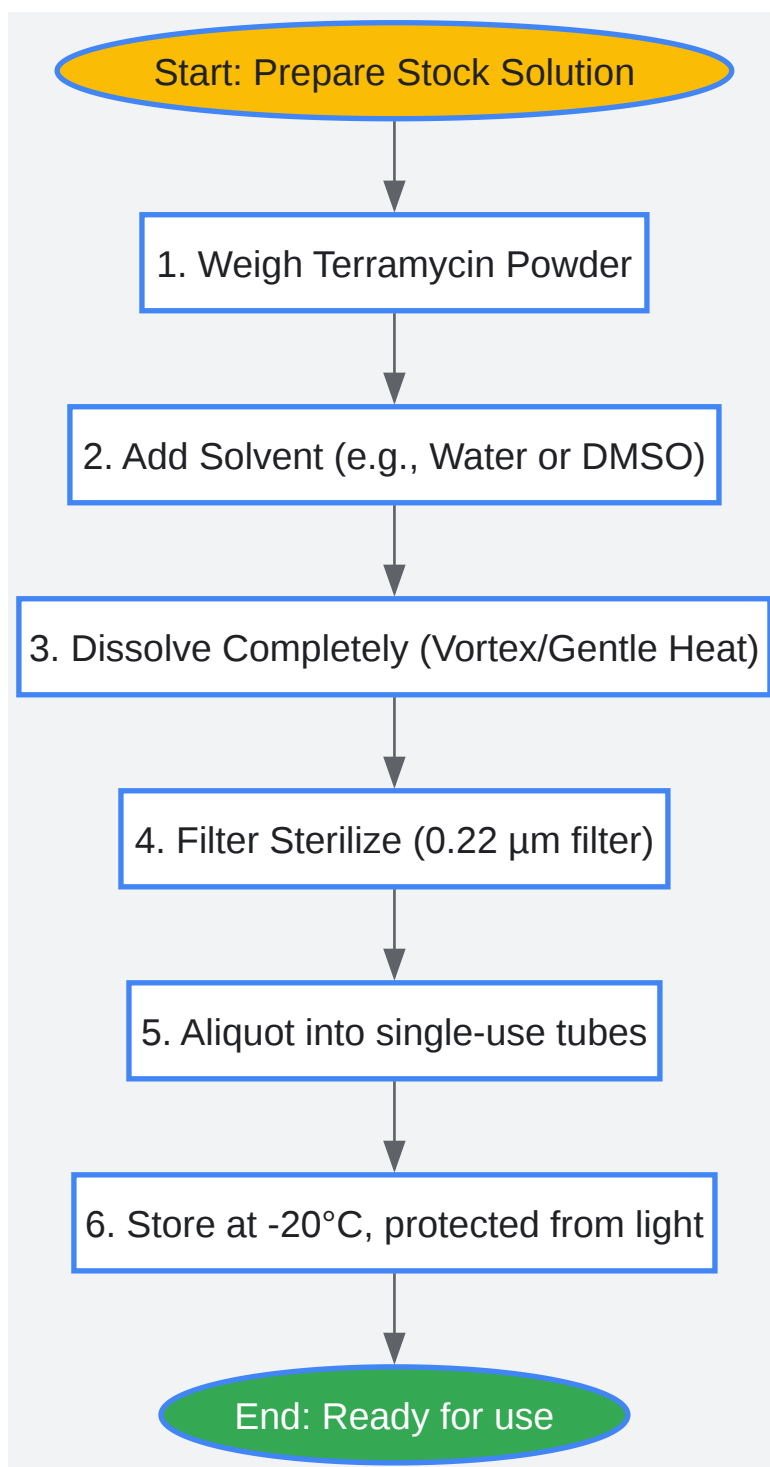 Start: Prepare Stock Solution
1. Weigh Terramycin Powder
2. Add Solvent (e.g., Water or DMSO)
3. Dissolve Completely (Vortex/Gentle Heat)
4. Filter Sterilize (0.22 µm filter)
5. Aliquot into single-use tubes
6. Store at -20°C, protected from light
End: Ready for use